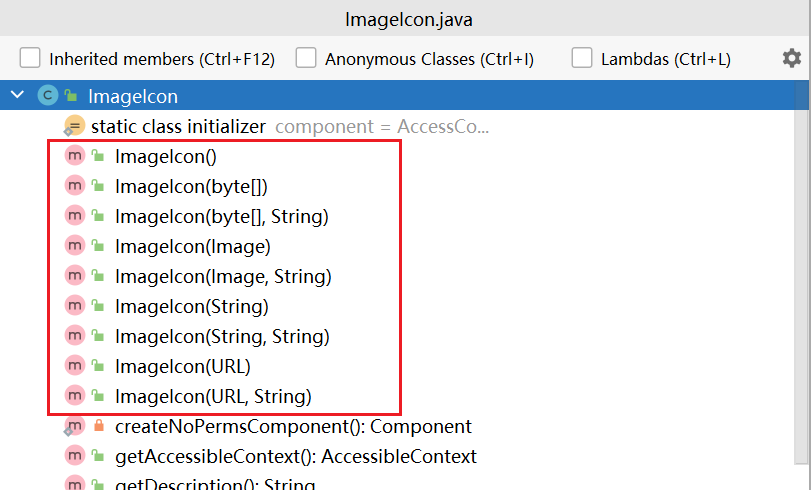 ImageIcon.java
Inherited members (Ctrl+F12) Anonymous Classes (Ctrl+I) Lambdas (Ctrl+L)
C ImageIcon
static class initializer component = AccessCo...
m ImageIcon()
m ImageIcon(byte[])
m ImageIcon(byte[], String)
m ImageIcon(Image)
m ImageIcon(Image, String)
m ImageIcon(String)
m ImageIcon(String, String)
m ImageIcon(URL)
m ImageIcon(URL, String)
m createNoPermsComponent(): Component
m getAccessibleContext(): AccessibleContext
m getDescription(): String